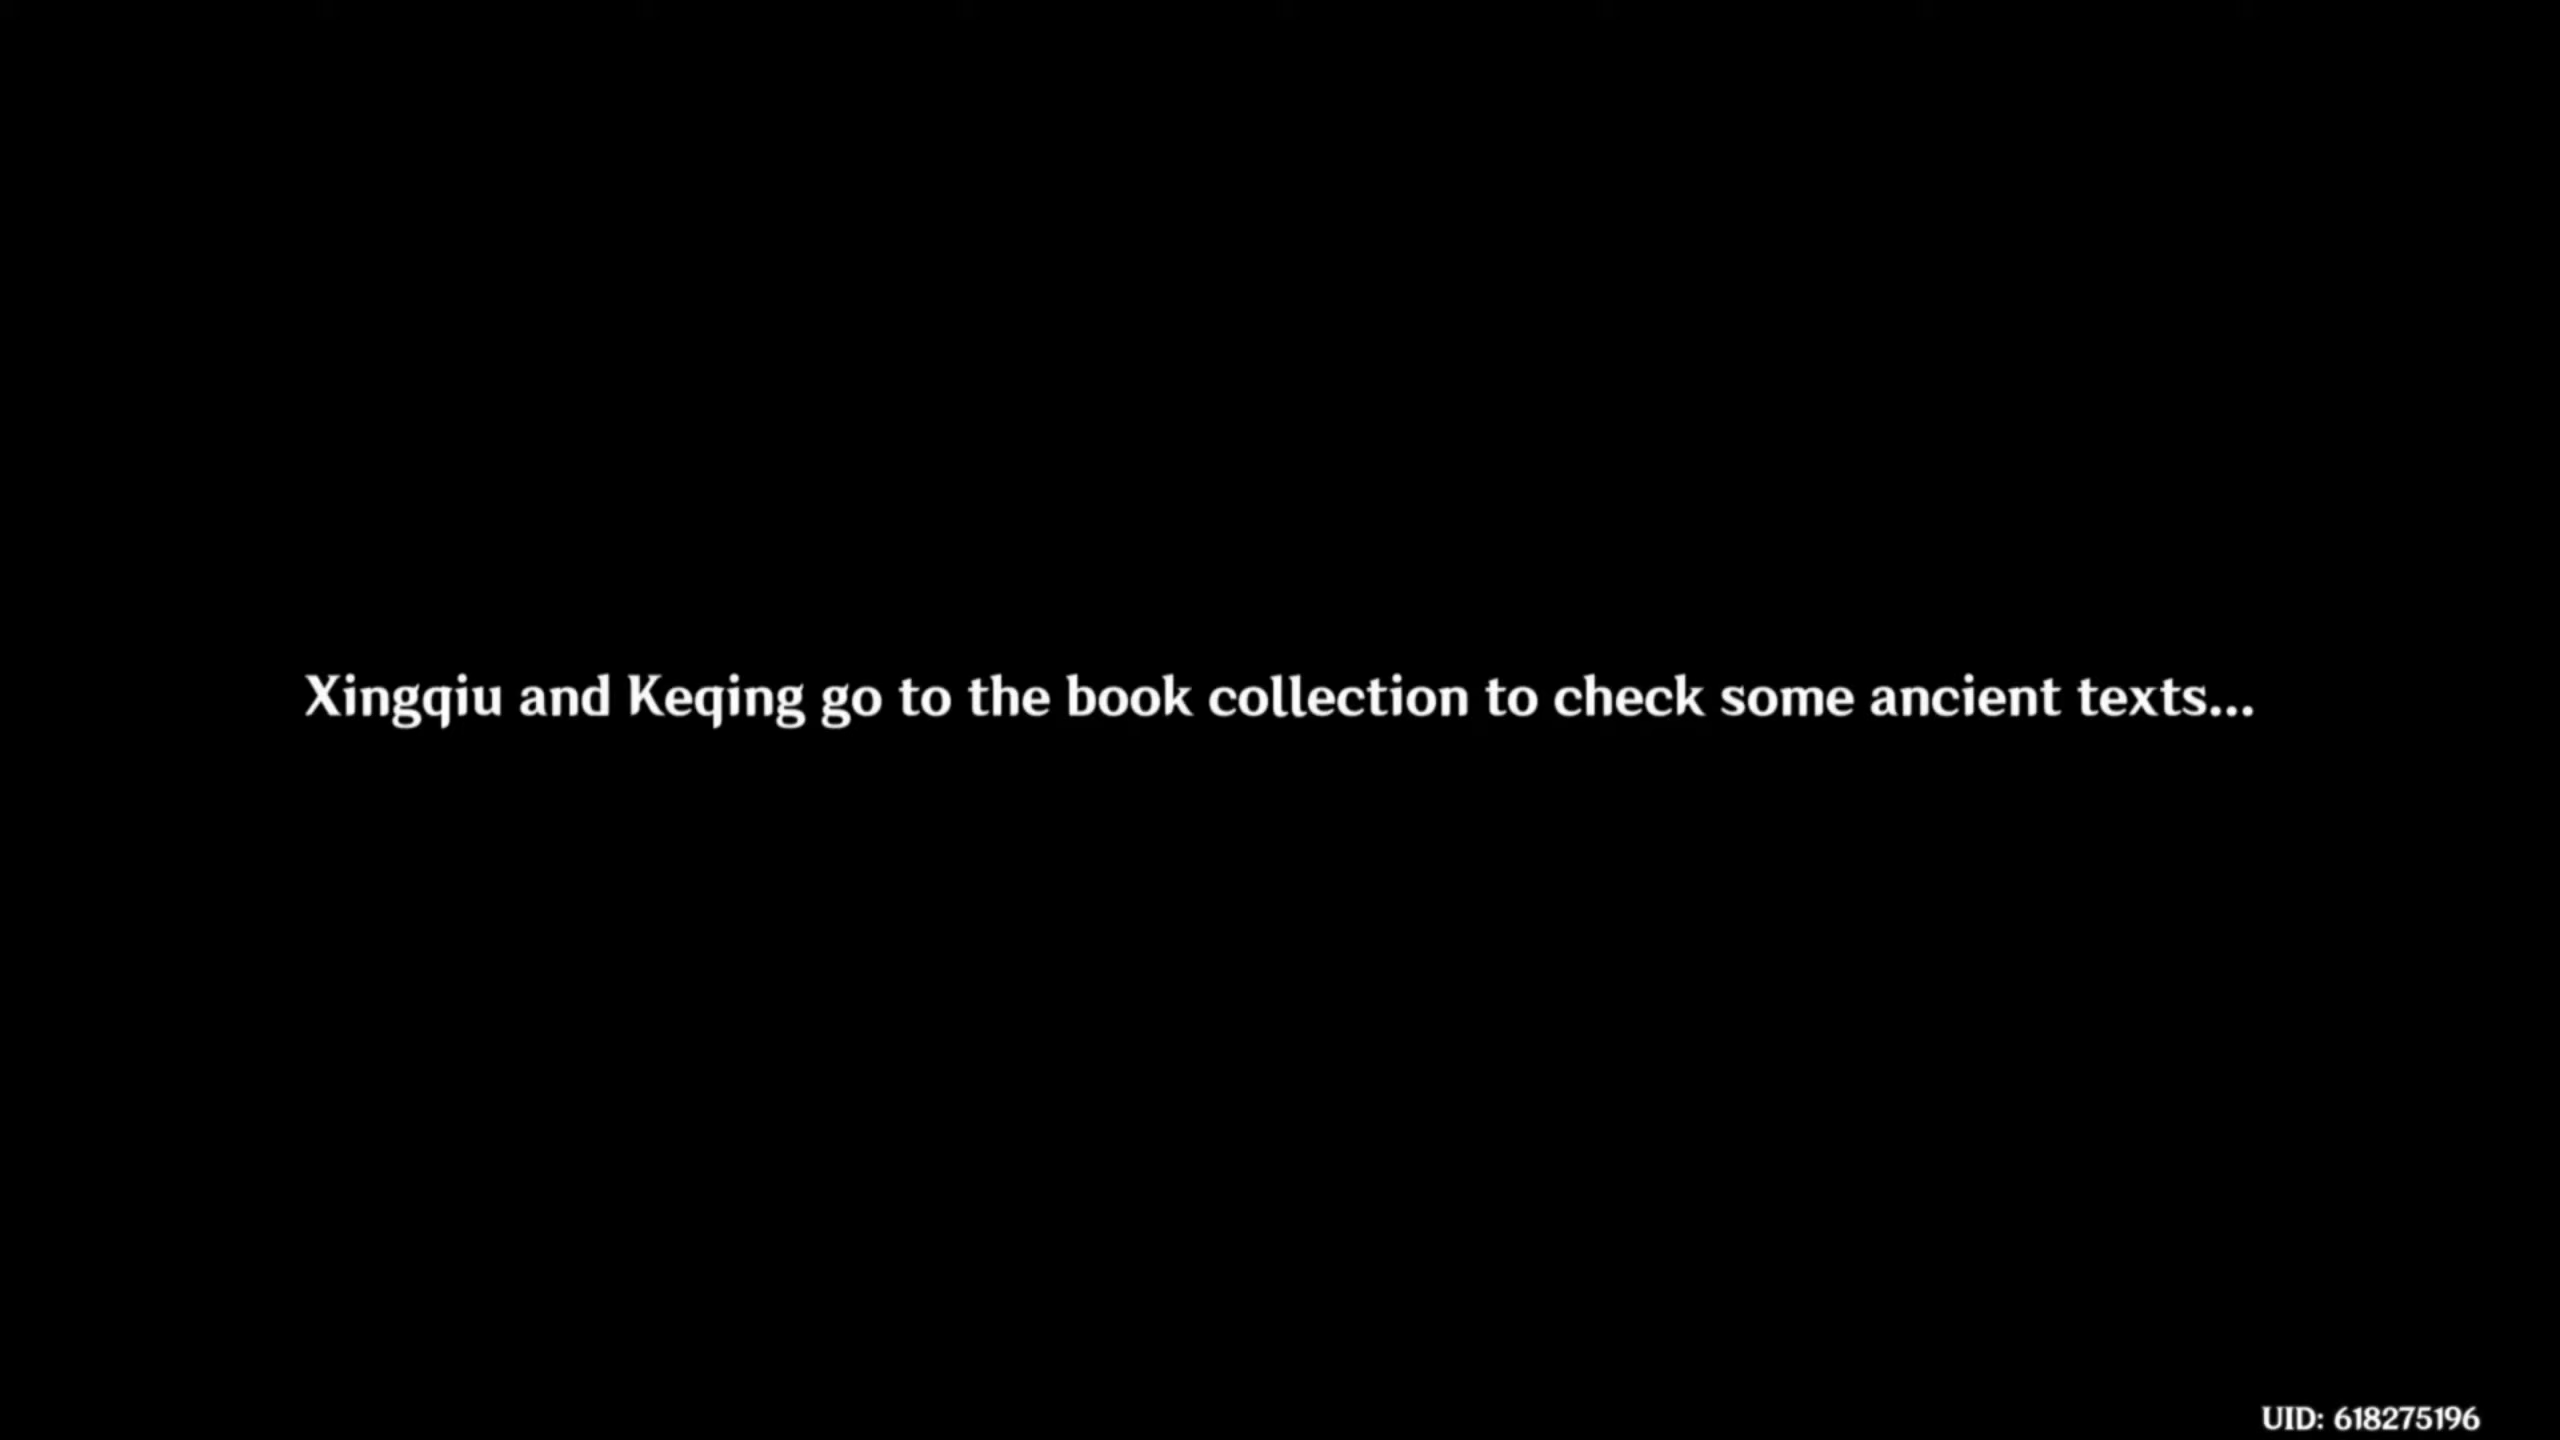 Xingqiu and Keqing go to the book collection to check some ancient texts...
UID: 618275196